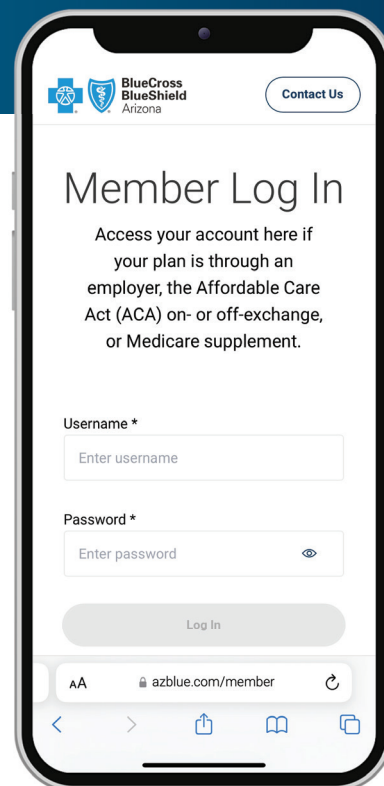 BlueCross
BlueShield
Arizona
Contact Us
Member Log In
Access your account here if
your plan is through an
employer, the Affordable Care
Act (ACA) on- or off-exchange,
or Medicare supplement.
Username *
Enter username
Password *
Enter password
Log In
AA azblue.com/member